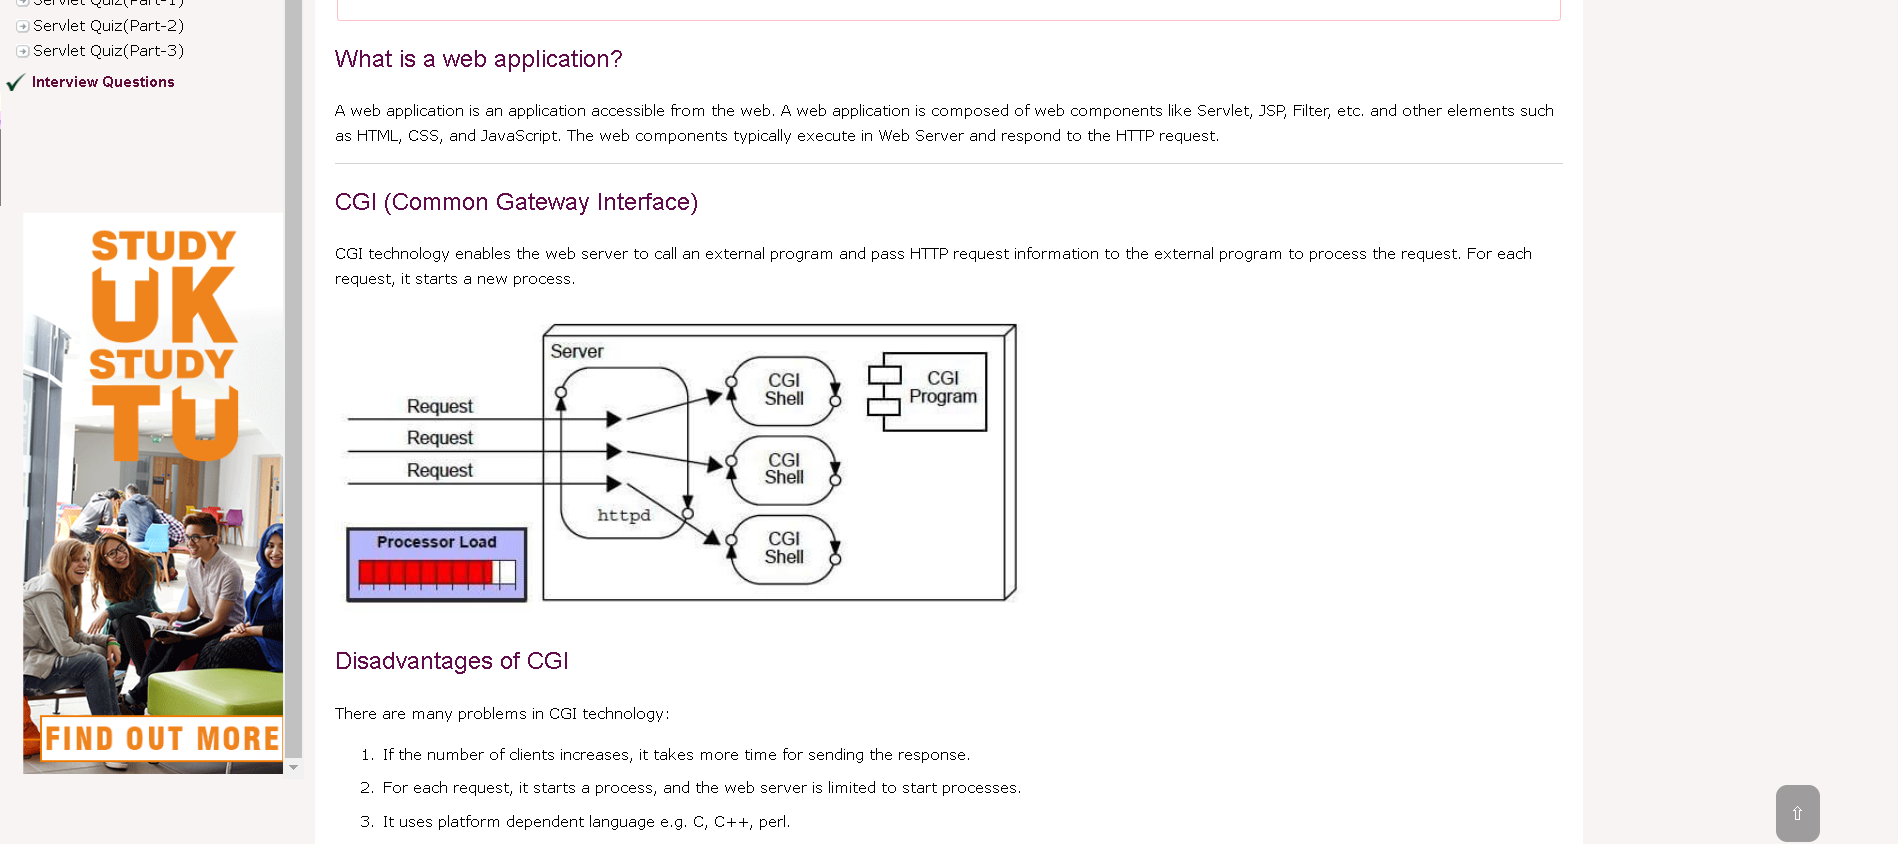 Servlet Quiz(Part-1)
Servlet Quiz(Part-2)
Servlet Quiz(Part-3)
Interview Questions
STUDY
UK
STUDY
TU
FIND OUT MORE
What is a web application?
A web application is an application accessible from the web. A web application is composed of web components like Servlet, JSP, Filter, etc. and other elements such
as HTML, CSS, and JavaScript. The web components typically execute in Web Server and respond to the HTTP request.
CGI (Common Gateway Interface)
CGI technology enables the web server to call an external program and pass HTTP request information to the external program to process the request. For each
request, it starts a new process.
Server
Request
Request
Request
httpd
CGI
Shell
CGI
Shell
CGI
Shell
CGI
Program
Processor Load
Disadvantages of CGI
There are many problems in CGI technology:
1. If the number of clients increases, it takes more time for sending the response.
2. For each request, it starts a process, and the web server is limited to start processes.
3. It uses platform dependent language e.g. C, C++, perl.